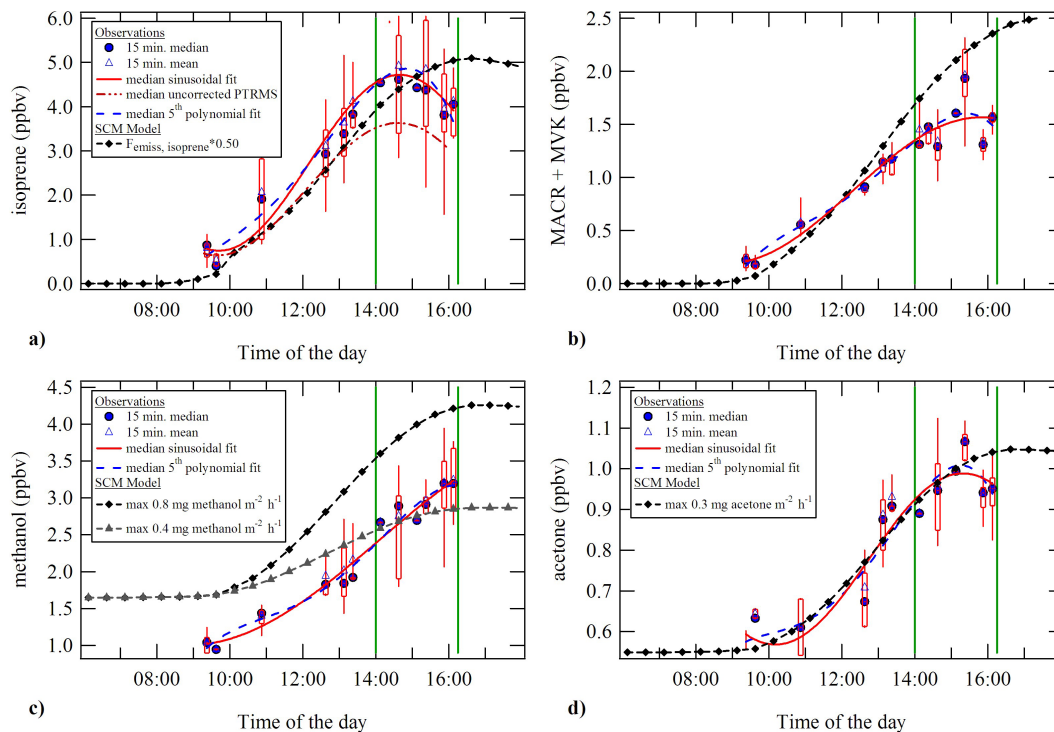 a)
isoprene (ppbv)
6.0
5.0
4.0
3.0
2.0
1.0
0.0
Observations
15 min. median
15 min. mean
median sinusoidal fit
median uncorrected PTRMS
median 5th polynomial fit
SCM Model
Femiss, isoprene*0.50
08:00 10:00 12:00 14:00 16:00
Time of the day
b)
MACR + MVK (ppbv)
2.5
2.0
1.5
1.0
0.5
0.0
08:00 10:00 12:00 14:00 16:00
Time of the day
c)
methanol (ppbv)
4.5
4.0
3.5
3.0
2.5
2.0
1.5
1.0
Observations
15 min. median
15 min. mean
median sinusoidal fit
median 5th polynomial fit
SCM Model
max 0.8 mg methanol m-2 h-1
max 0.4 mg methanol m-2 h-1
08:00 10:00 12:00 14:00 16:00
Time of the day
d)
acetone (ppbv)
1.2
1.1
1.0
0.9
0.8
0.7
0.6
Observations
15 min. median
15 min. mean
median sinusoidal fit
median 5th polynomial fit
SCM Model
max 0.3 mg acetone m-2 h-1
08:00 10:00 12:00 14:00 16:00
Time of the day